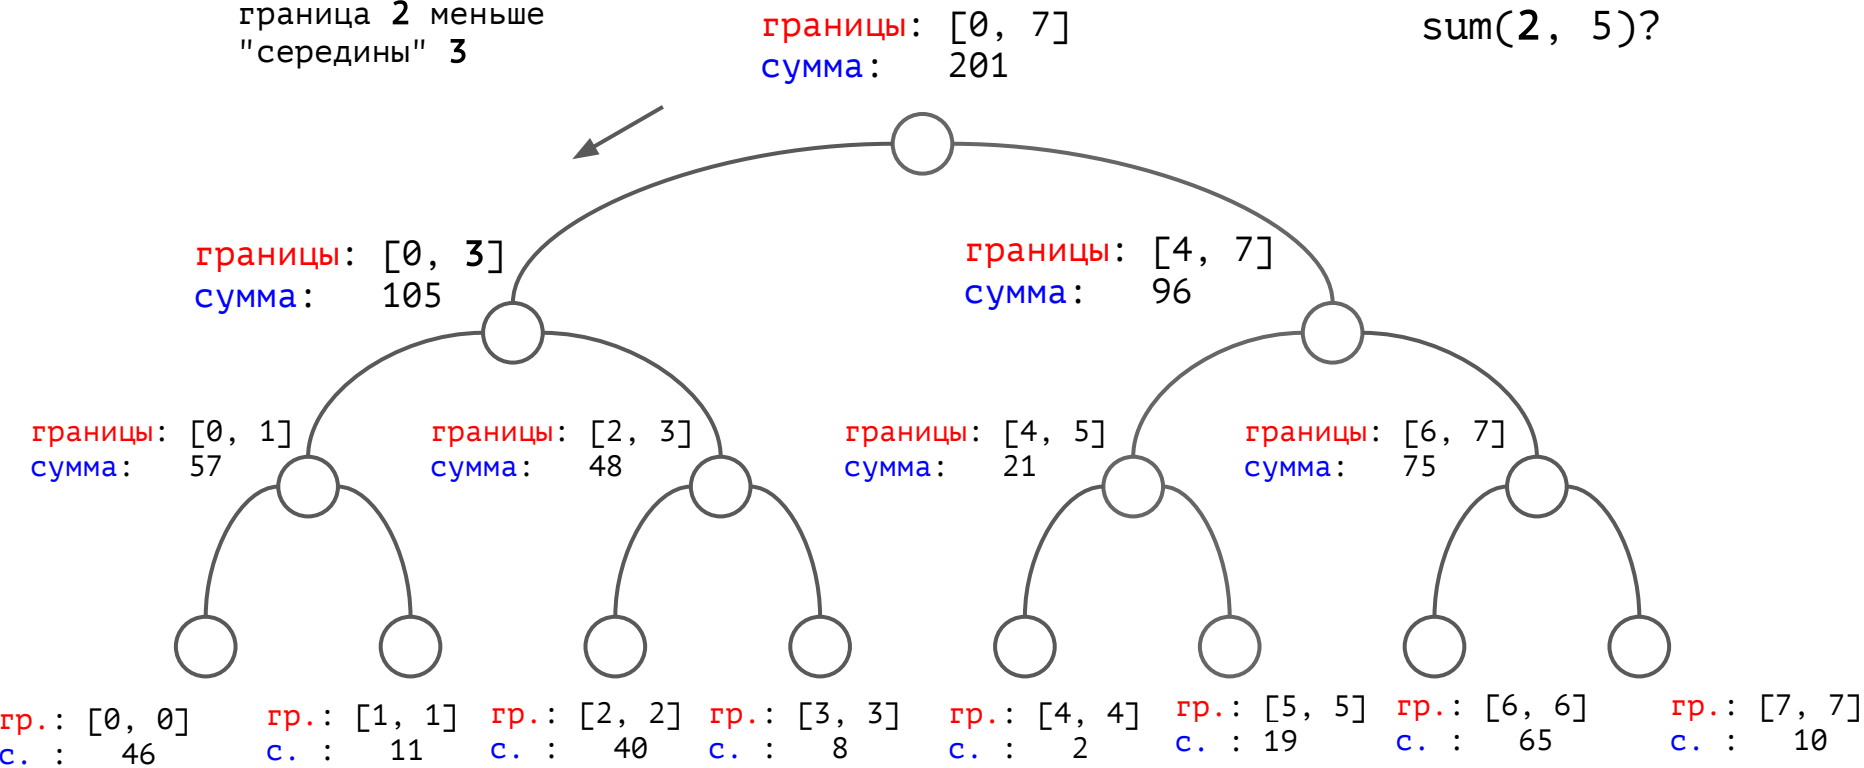 граница 2 меньше
"середины" 3
границы: [0, 7]
сумма: 201
sum(2, 5)?
границы: [0, 3]
сумма: 105
границы: [4, 7]
сумма: 96
границы: [0, 1]
сумма: 57
границы: [2, 3]
сумма: 48
границы: [4, 5]
сумма: 21
границы: [6, 7]
сумма: 75
гр.: [0, 0]
с. : 46
гр.: [1, 1]
с. : 11
гр.: [2, 2]
с. : 40
гр.: [3, 3]
с. : 8
гр.: [4, 4]
с. : 2
гр.: [5, 5]
с. : 19
гр.: [6, 6]
с. : 65
гр.: [7, 7]
с. : 10